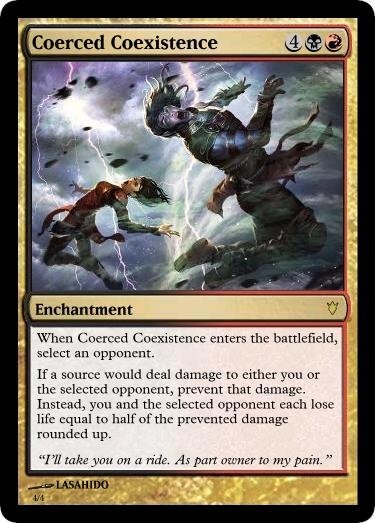 Coerced Coexistence 4
Enchantment
When Coerced Coexistence enters the battlefield,
select an opponent.
If a source would deal damage to either you or
the selected opponent, prevent that damage.
Instead, you and the selected opponent each lose
life equal to half of the prevented damage
rounded up.
“I'll take you on a ride. As part owner to my pain.”
LASAHIDO
4/4